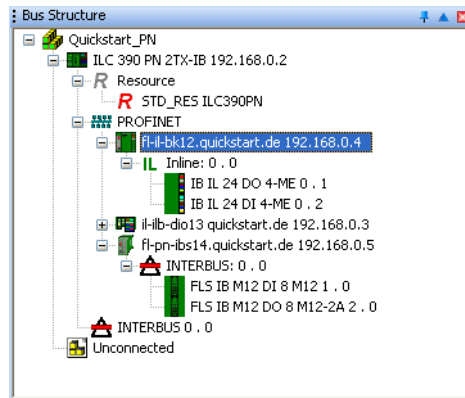 Bus Structure
Quickstart_PN
ILC 390 PN 2TX-IB 192.168.0.2
R Resource
R STD_RES ILC390PN
PROFINET
fl-il-bk12.quickstart.de 192.168.0.4
IL Inline: 0 . 0
IB IL 24 DO 4-ME 0 . 1
IB IL 24 DI 4-ME 0 . 2
il-ilb-dio13 quickstart.de 192.168.0.3
fl-pn-ibs14.quickstart.de 192.168.0.5
INTERBUS: 0 . 0
FLS IB M12 DI 8 M12 1 . 0
FLS IB M12 DO 8 M12-2A 2 . 0
INTERBUS 0 . 0
Unconnected